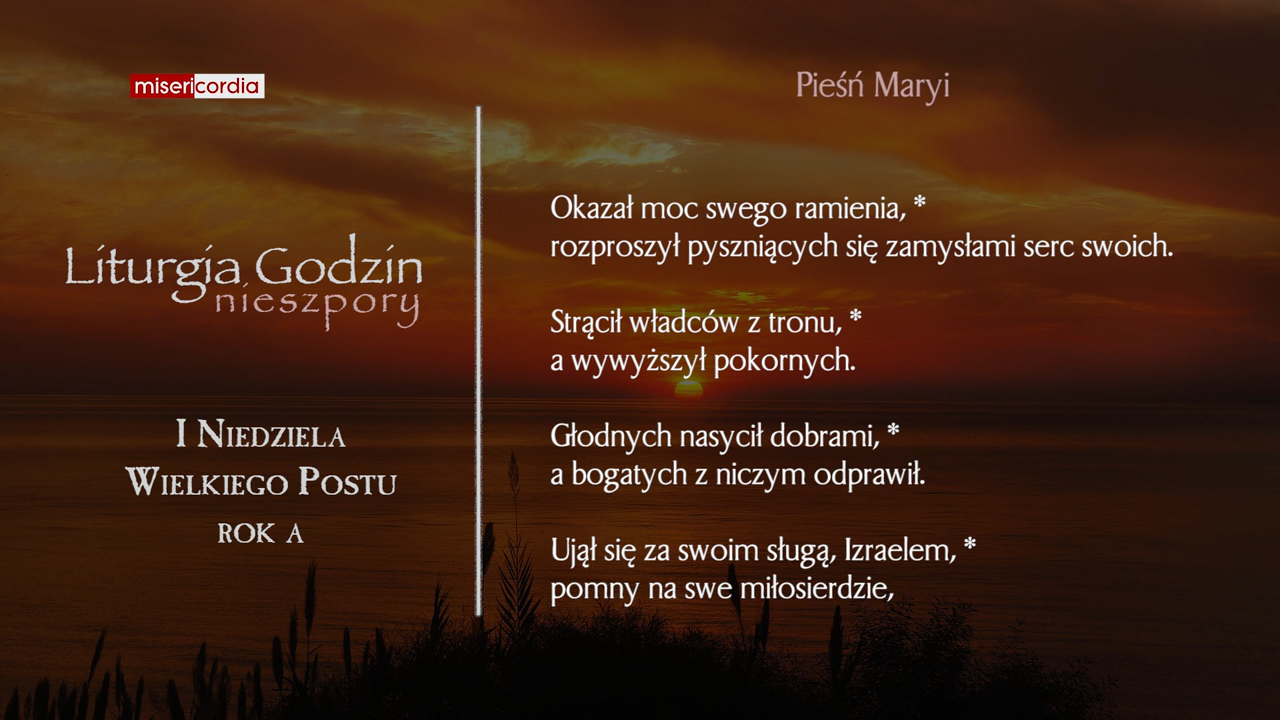 misericordia
Pieśń Maryi
Liturgia Godzin
nieszpory
I Niedziela
Wielkiego Postu
rok A
Okazał moc swego ramienia, *
rozproszył pyszniących się zamysłami serc swoich.
Strącił władców z tronu, *
a wywyższył pokornych.
Głodnych nasycił dobrami, *
a bogatych z niczym odprawił.
Ujął się za swoim sługą, Izraelem, *
pomny na swe miłosierdzie,